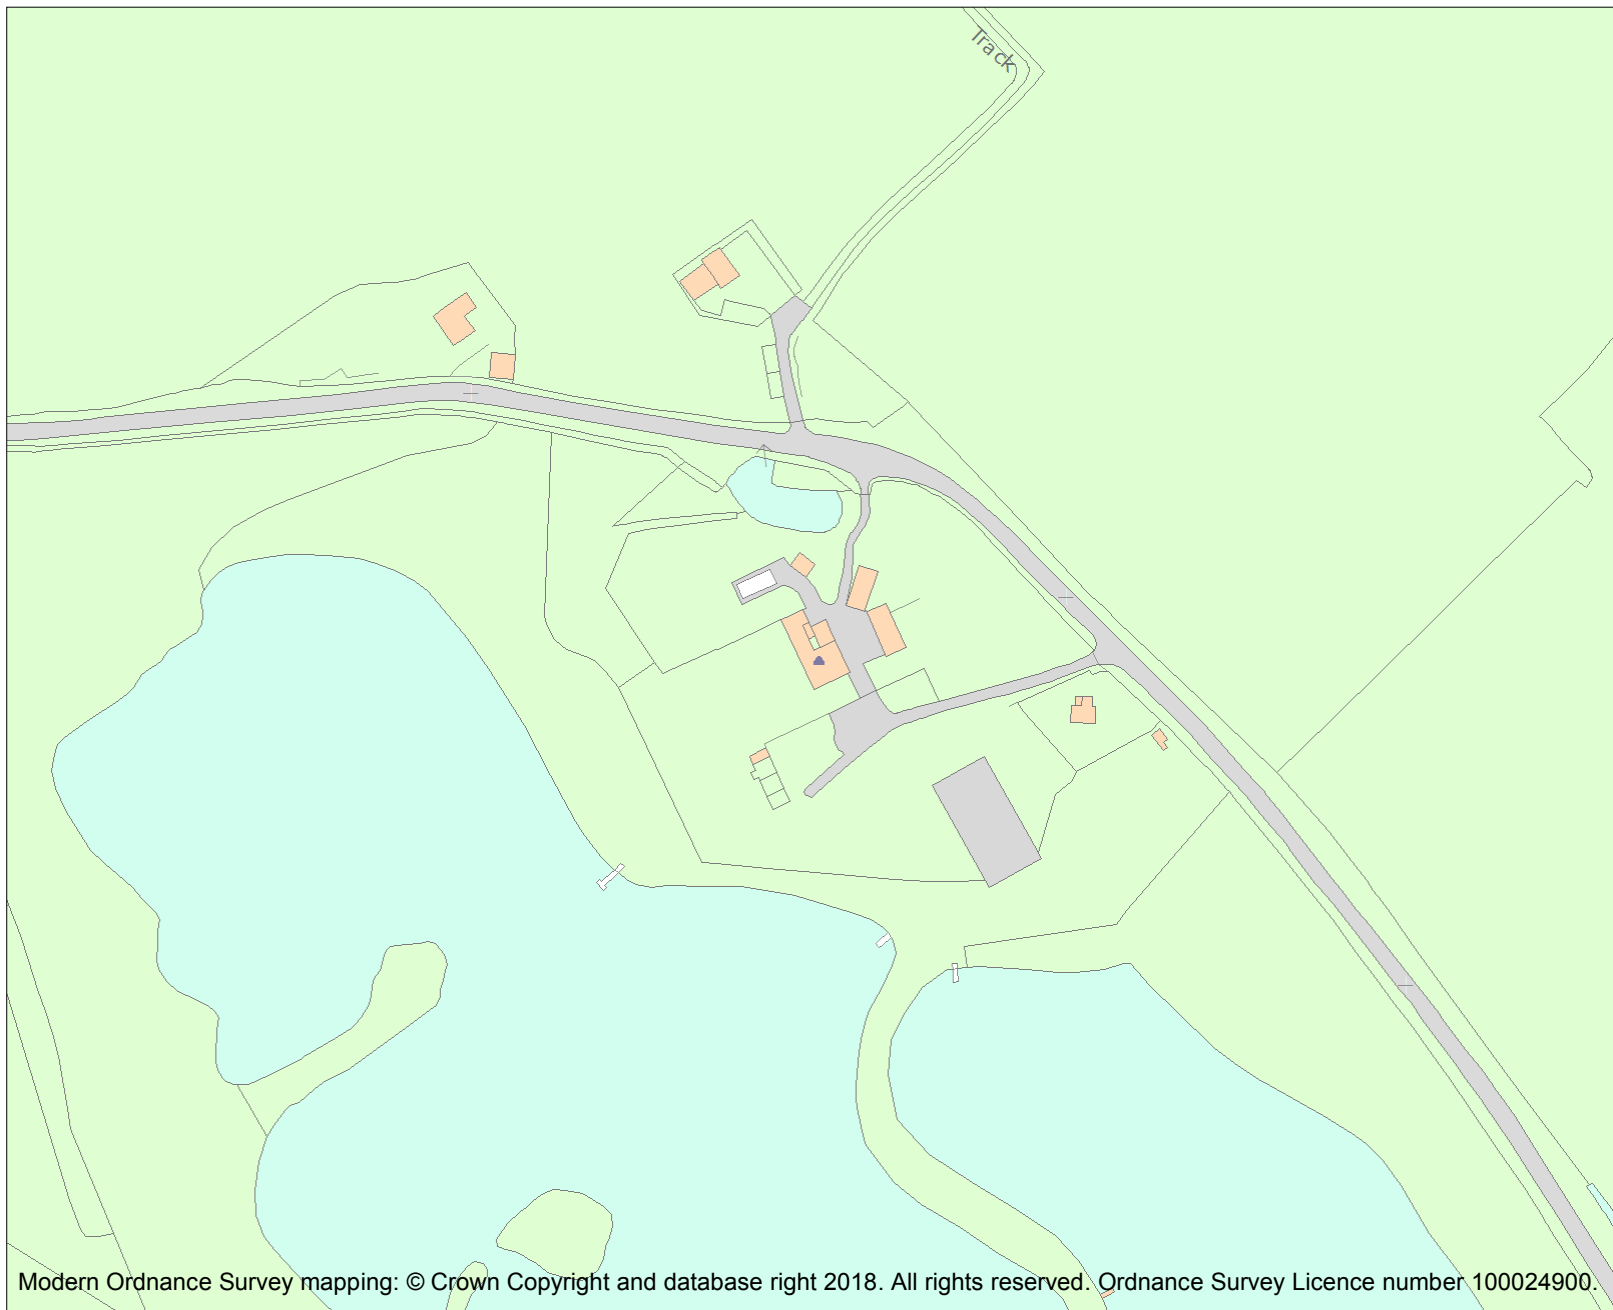 Track
Modern Ordnance Survey mapping: © Crown Copyright and database right 2018. All rights reserved. Ordnance Survey Licence number 100024900.